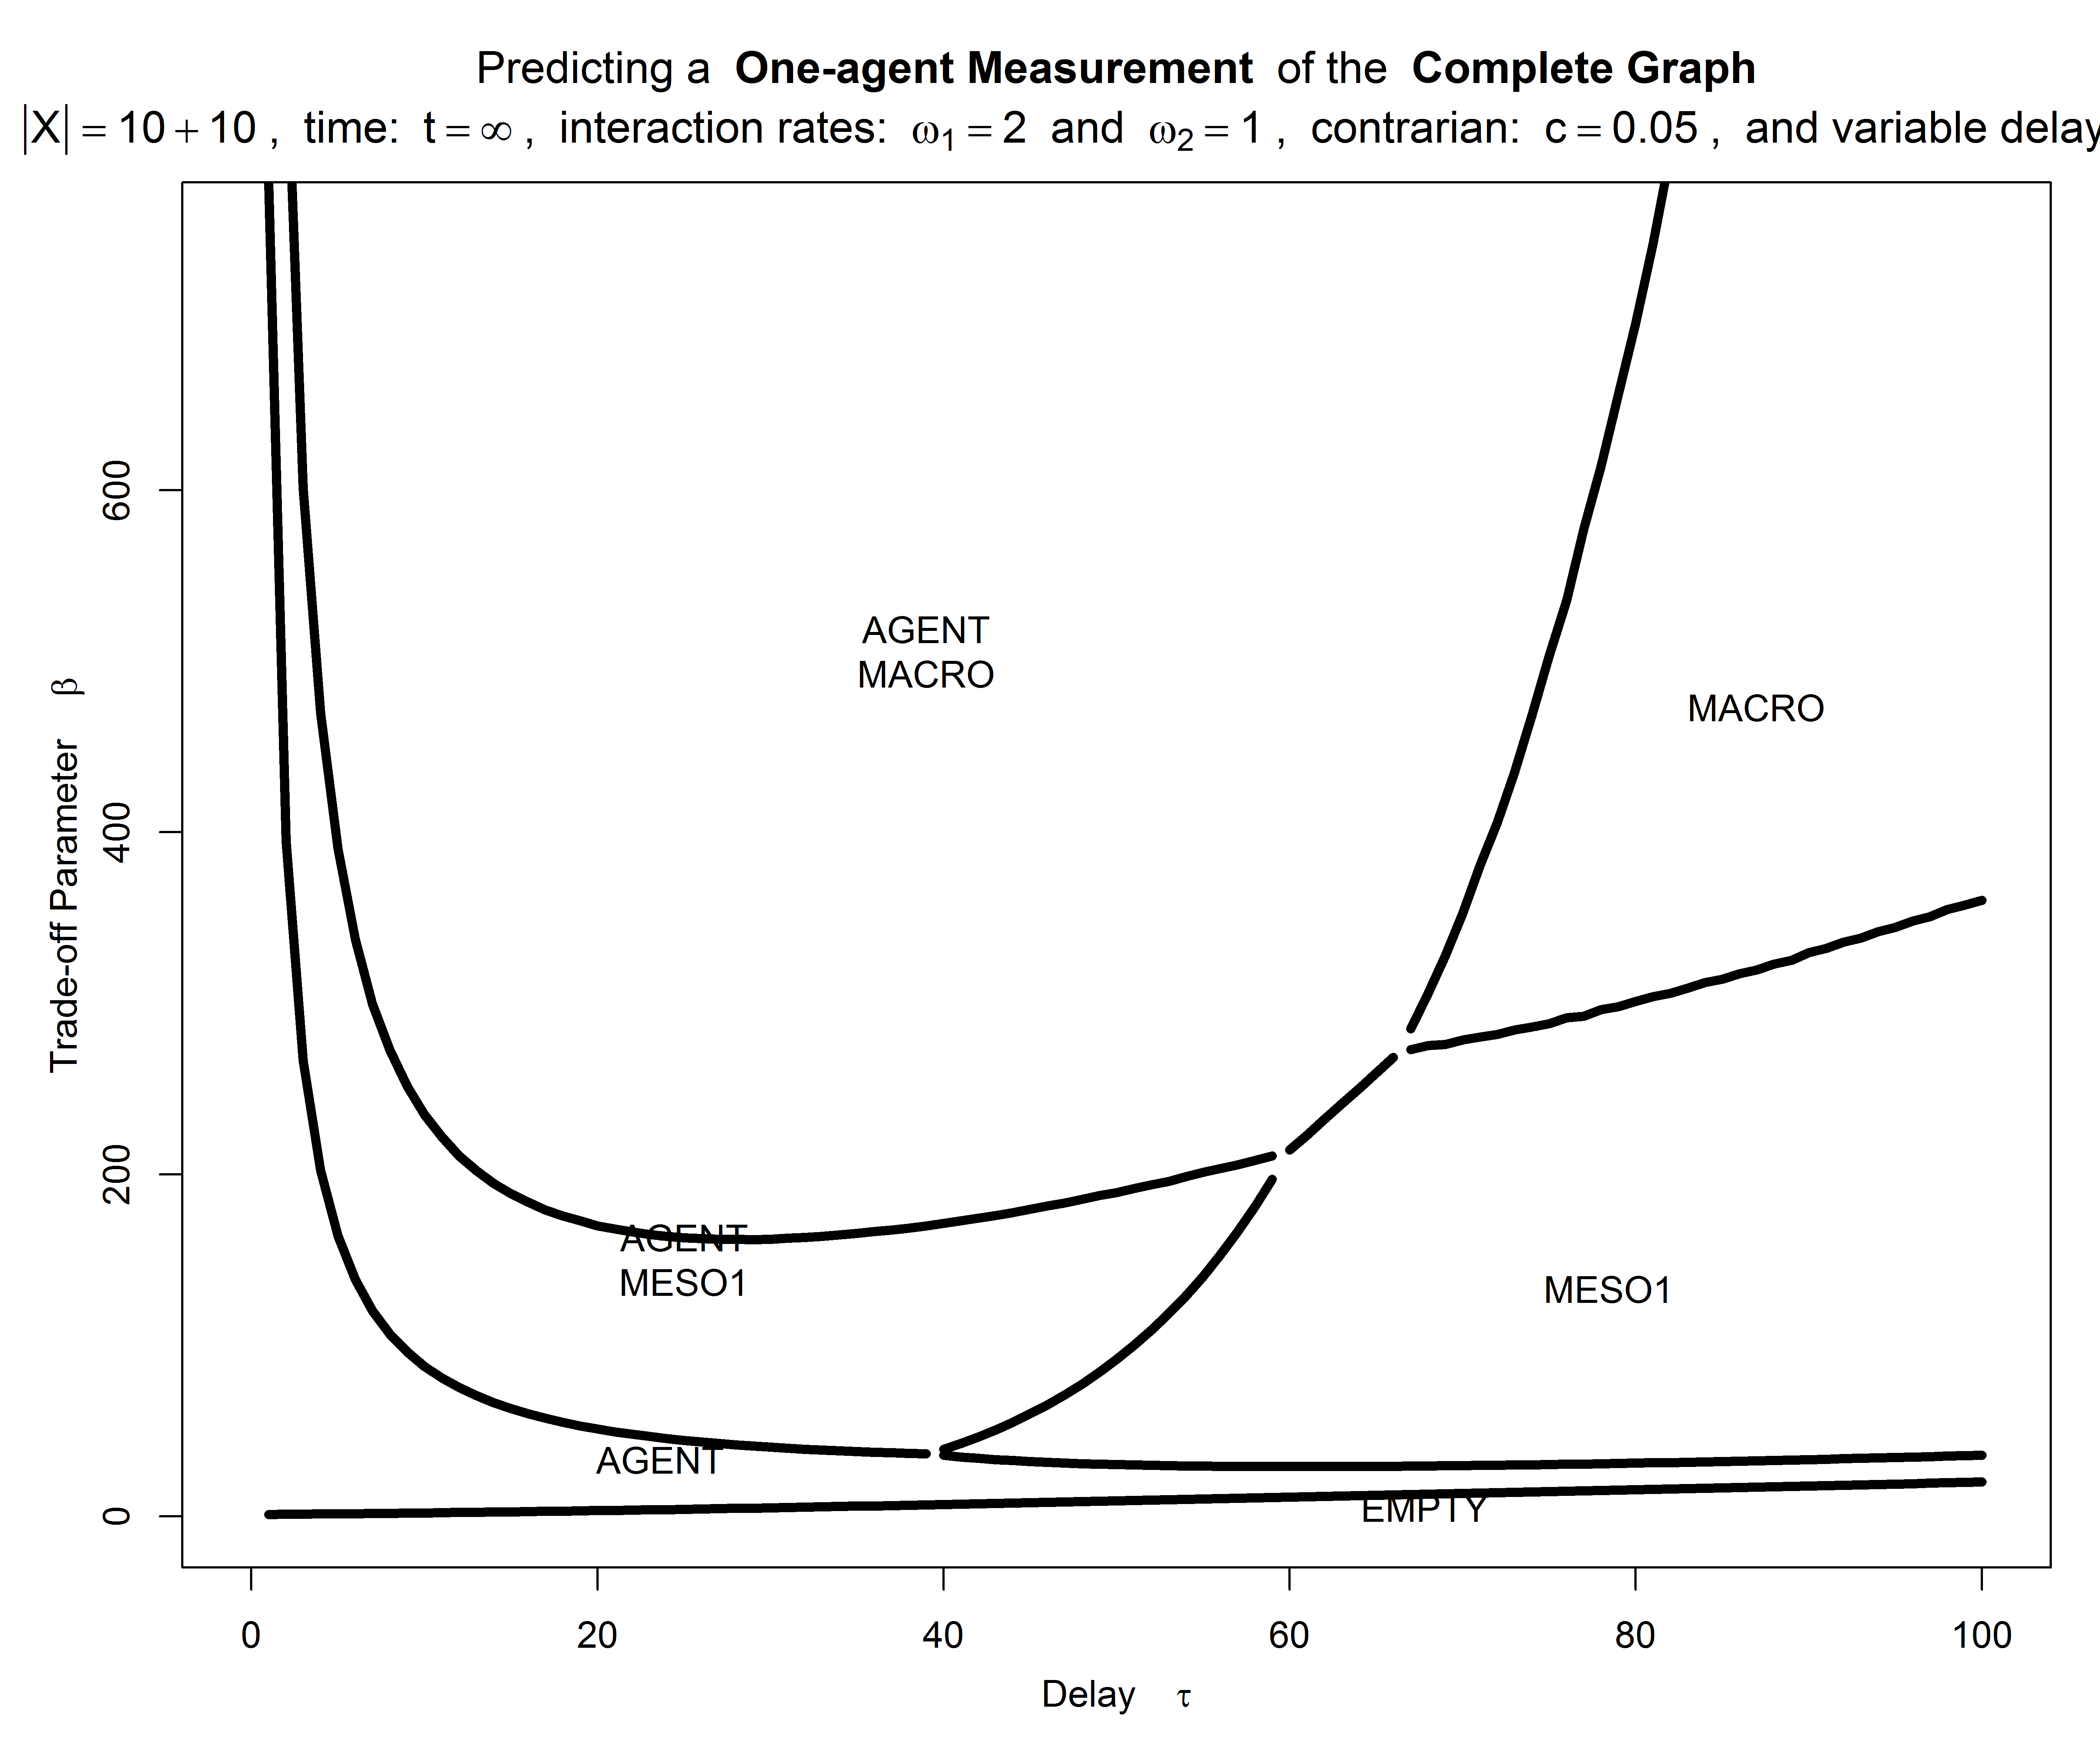 Predicting a One-agent Measurement of the Complete Graph
|X| = 10 + 10 , time: t = ∞ , interaction rates: ω₁ = 2 and ω₂ = 1 , contrarian: c = 0.05 , and variable delay
600
400
200
0
Trade-off Parameter β
AGENT
MACRO
MACRO
AGENT
MESO1
MESO1
AGENT
EMPTY
0 20 40 60 80 100
Delay τ